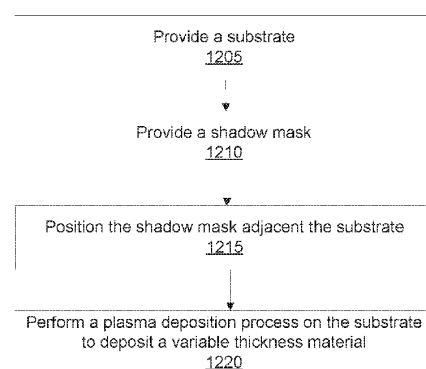 Provide a substrate
1205
Provide a shadow mask
1210
Position the shadow mask adjacent the substrate
1215
Perform a plasma deposition process on the substrate
to deposit a variable thickness material
1220